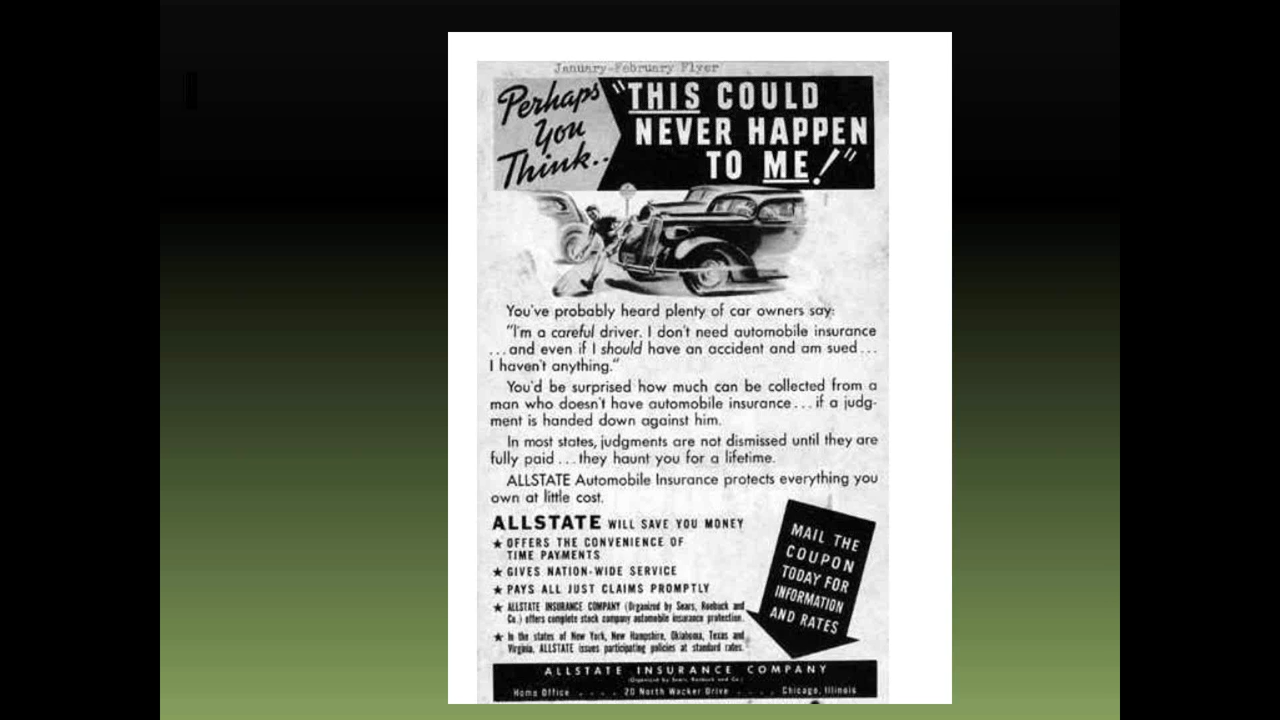 January-February Flyer
Perhaps
You
Think..
"THIS COULD
NEVER HAPPEN
TO ME!"
You've probably heard plenty of car owners say:
"I'm a careful driver. I don't need automobile insurance
...and even if I should have an accident and am sued...
I haven't anything."
You'd be surprised how much can be collected from a
man who doesn't have automobile insurance...if a judg-
ment is handed down against him.
In most states, judgments are not dismissed until they are
fully paid...they haunt you for a lifetime.
ALLSTATE Automobile Insurance protects everything you
own at little cost.
ALLSTATE WILL SAVE YOU MONEY
★ OFFERS THE CONVENIENCE OF
TIME PAYMENTS
★ GIVES NATION-WIDE SERVICE
★ PAYS ALL JUST CLAIMS PROMPTLY
★ ALLSTATE INSURANCE COMPANY (Organized by Sears, Roebuck and
Co.) offers complete stock company automobile insurance protection.
★ In the states of New York, New Hampshire, Oklahoma, Texas and
Virginia, ALLSTATE issues participating policies at standard rates.
MAIL THE
COUPON
TODAY FOR
INFORMATION
AND RATES
ALLSTATE INSURANCE COMPANY
(Organized by Sears, Roebuck and Co.)
Home Office .... 20 North Wacker Drive .... Chicago, Illinois